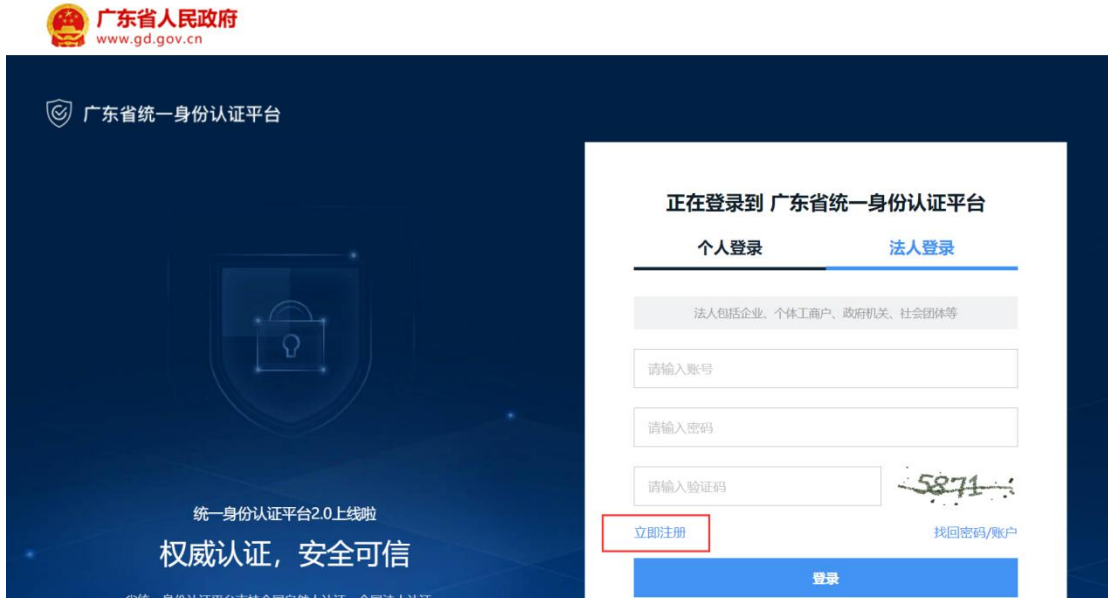 广东省人民政府
www.gd.gov.cn
广东省统一身份认证平台
正在登录到 广东省统一身份认证平台
个人登录
法人登录
法人包括企业、个体工商户、政府机关、社会团体等
请输入账号
请输入密码
请输入验证码
5871
立即注册
找回密码/账户
登录
统一身份认证平台2.0上线啦
权威认证，安全可信